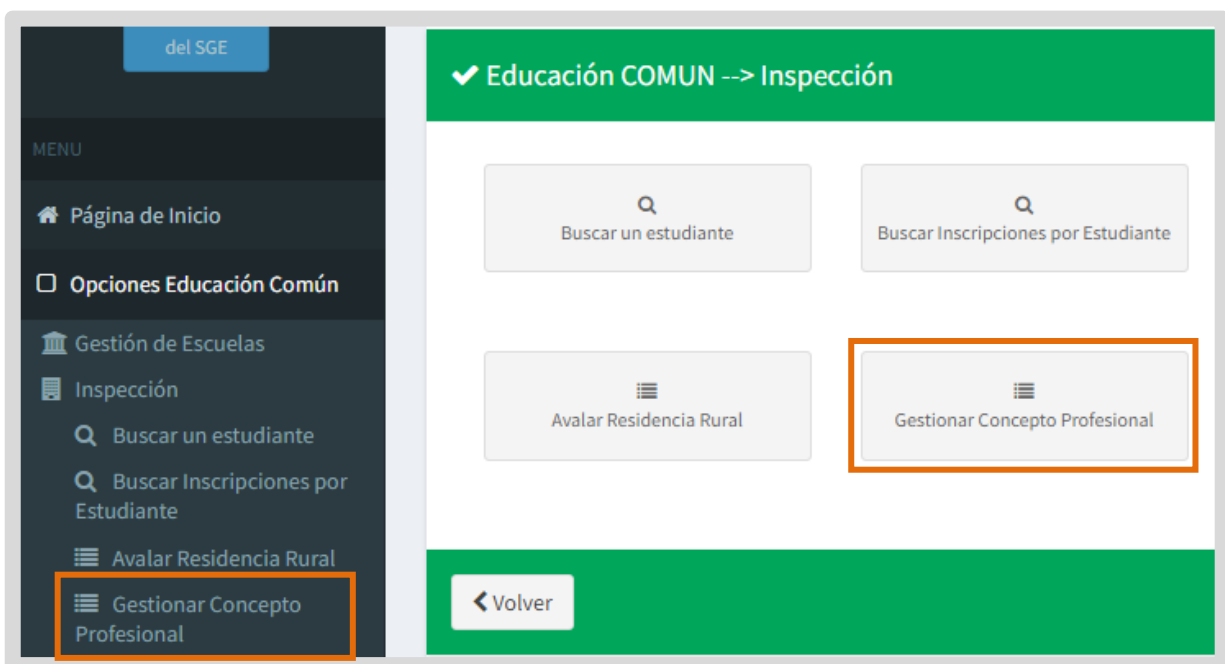 del SGE
MENU
Página de Inicio
Opciones Educación Común
Gestión de Escuelas
Inspección
Buscar un estudiante
Buscar Inscripciones por
Estudiante
Avalar Residencia Rural
Gestionar Concepto
Profesional
Educación COMUN --> Inspección
Buscar un estudiante
Buscar Inscripciones por Estudiante
Avalar Residencia Rural
Gestionar Concepto Profesional
Volver